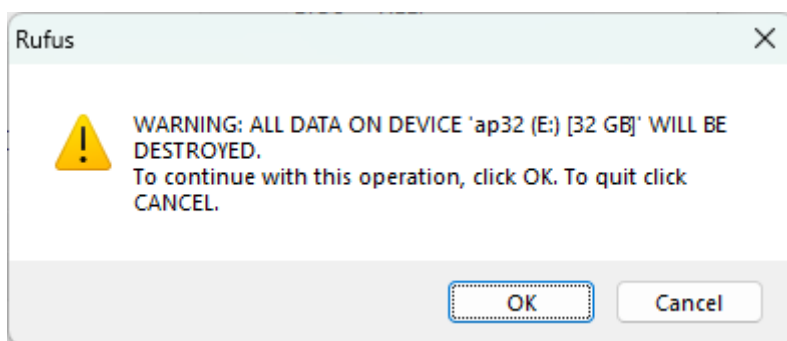 Rufus
WARNING: ALL DATA ON DEVICE 'ap32 (E:) [32 GB]' WILL BE
DESTROYED.
To continue with this operation, click OK. To quit click
CANCEL.
OK
Cancel